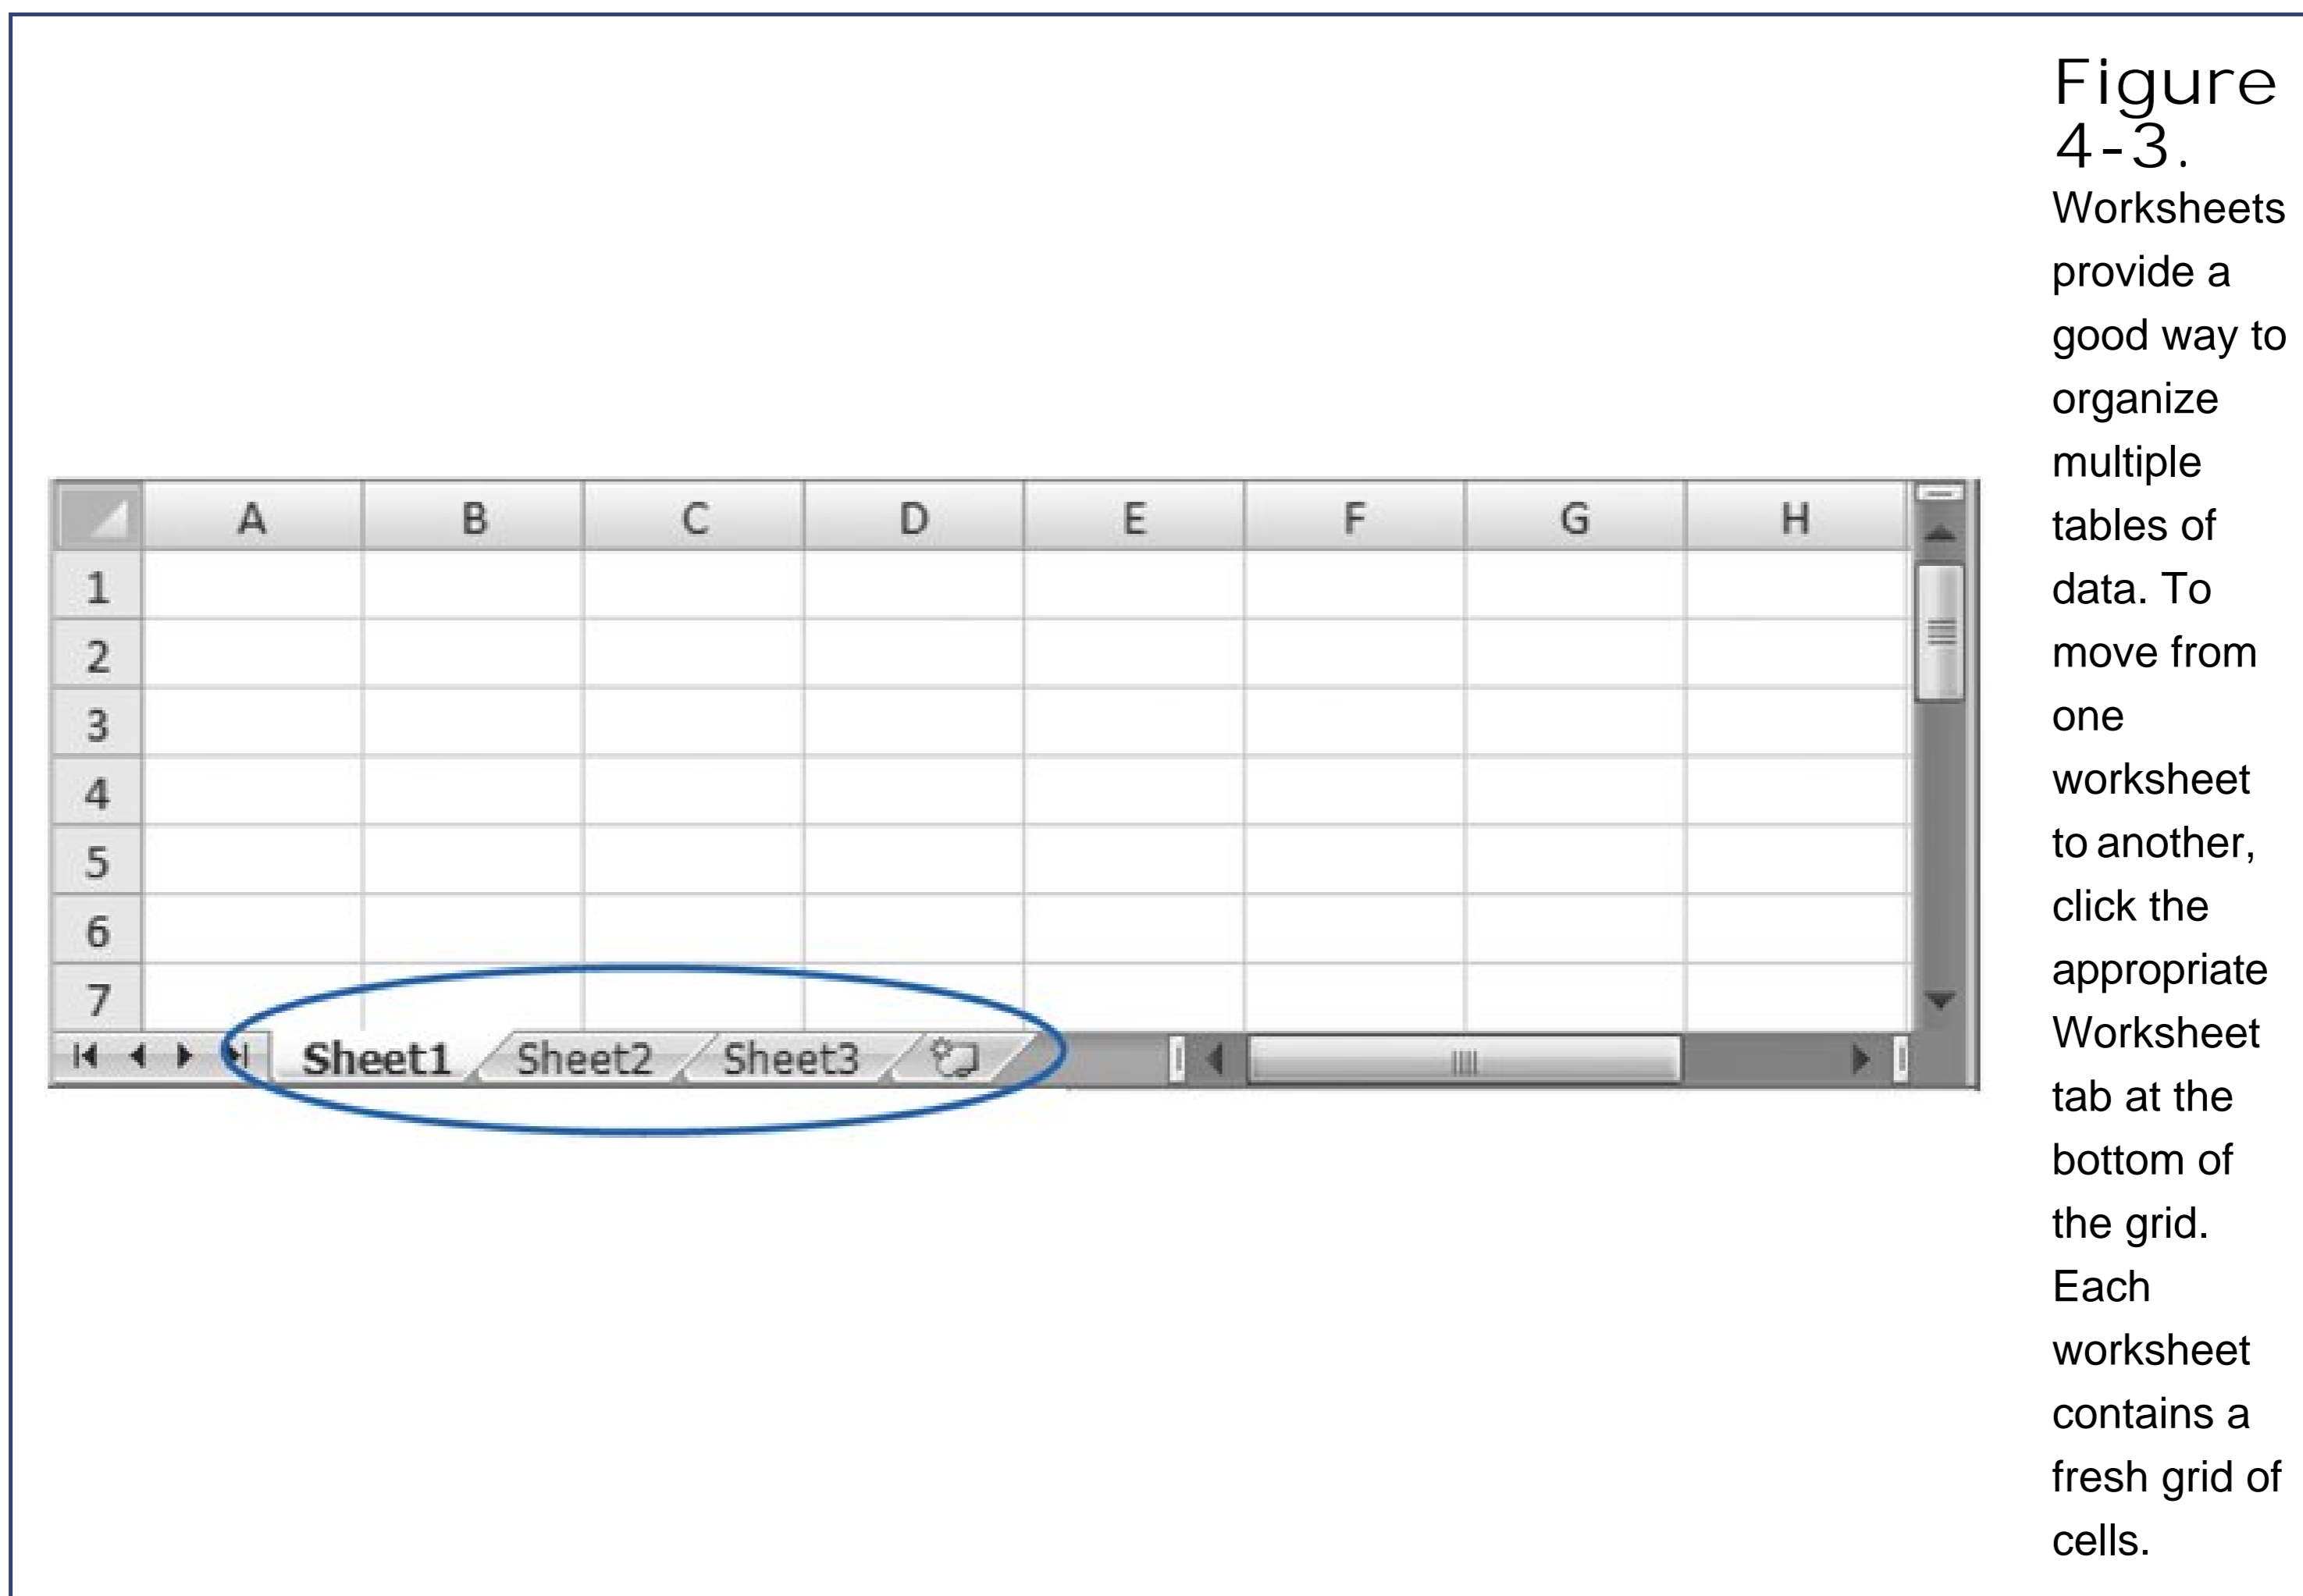 A B C D E F G H
1
2
3
4
5
6
7
Sheet1 Sheet2 Sheet3
Figure
4-3.
Worksheets
provide a
good way to
organize
multiple
tables of
data. To
move from
one
worksheet
to another,
click the
appropriate
Worksheet
tab at the
bottom of
the grid.
Each
worksheet
contains a
fresh grid of
cells.